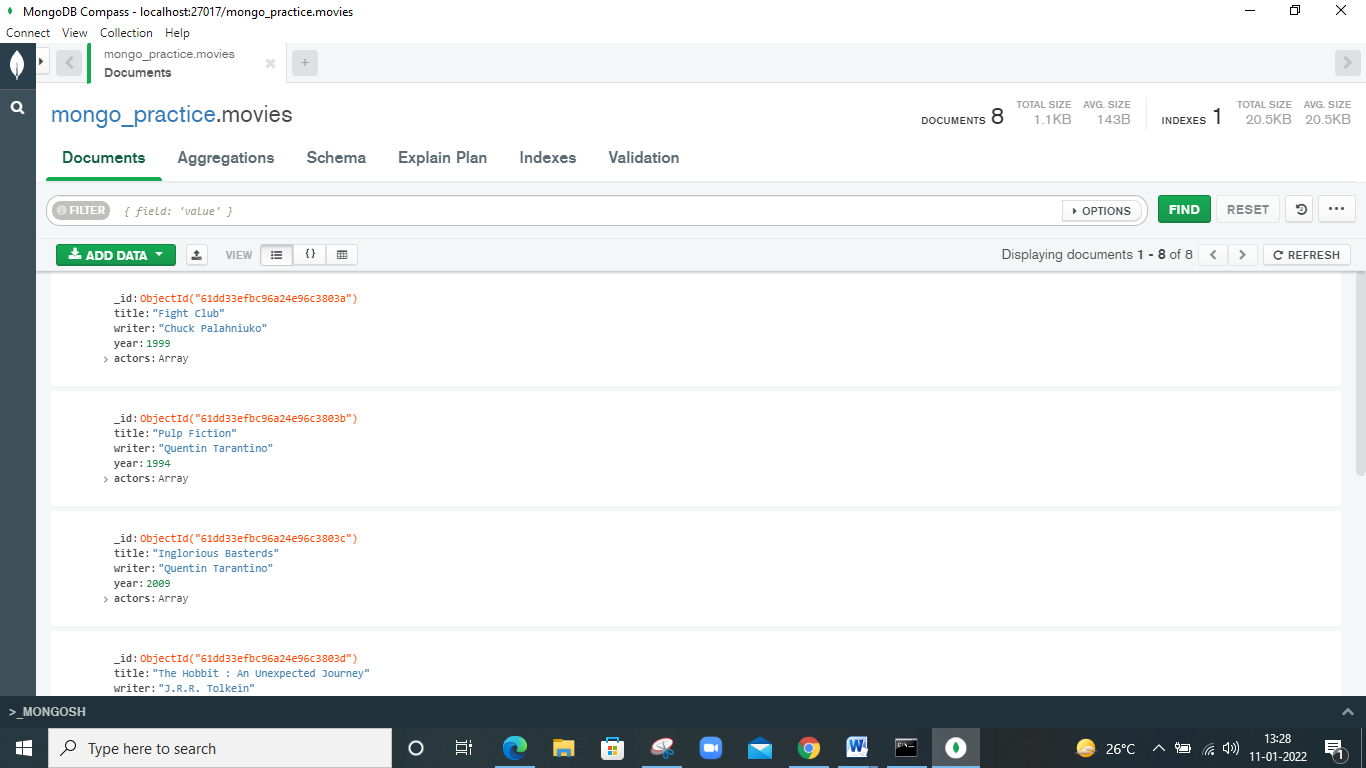 MongoDB Compass - localhost:27017/mongo_practice.movies
Connect View Collection Help
mongo_practice.movies
Documents
mongo_practice.movies
DOCUMENTS 8 TOTAL SIZE 1.1KB AVG. SIZE 143B INDEXES 1 TOTAL SIZE 20.5KB AVG. SIZE 20.5KB
Documents Aggregations Schema Explain Plan Indexes Validation
FILTER { field: 'value' } OPTIONS FIND RESET
ADD DATA VIEW { } Displaying documents 1 - 8 of 8 REFRESH
_id: ObjectId("61dd33efbc96a24e96c3803a")
title: "Fight Club"
writer: "Chuck Palahniuko"
year: 1999
actors: Array
_id: ObjectId("61dd33efbc96a24e96c3803b")
title: "Pulp Fiction"
writer: "Quentin Tarantino"
year: 1994
actors: Array
_id: ObjectId("61dd33efbc96a24e96c3803c")
title: "Inglorious Basterds"
writer: "Quentin Tarantino"
year: 2009
actors: Array
_id: ObjectId("61dd33efbc96a24e96c3803d")
title: "The Hobbit : An Unexpected Journey"
writer: "J.R.R. Tolkein"
>_MONGOSH
Type here to search
26°C
13:28
11-01-2022
1